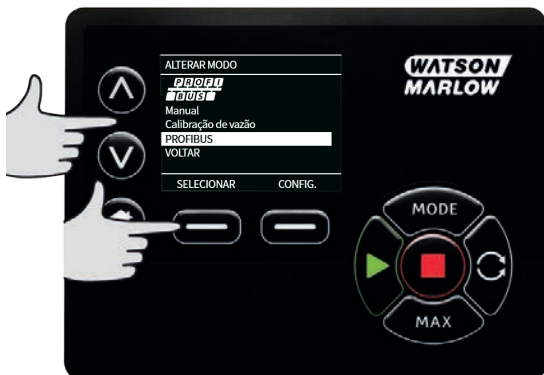 ALTERAR MODO
PROFI
BUS
Manual
Calibração de vazão
PROFIBUS
VOLTAR
SELECIONAR CONFIG.
WATSON
MARLOW
MODE
MAX